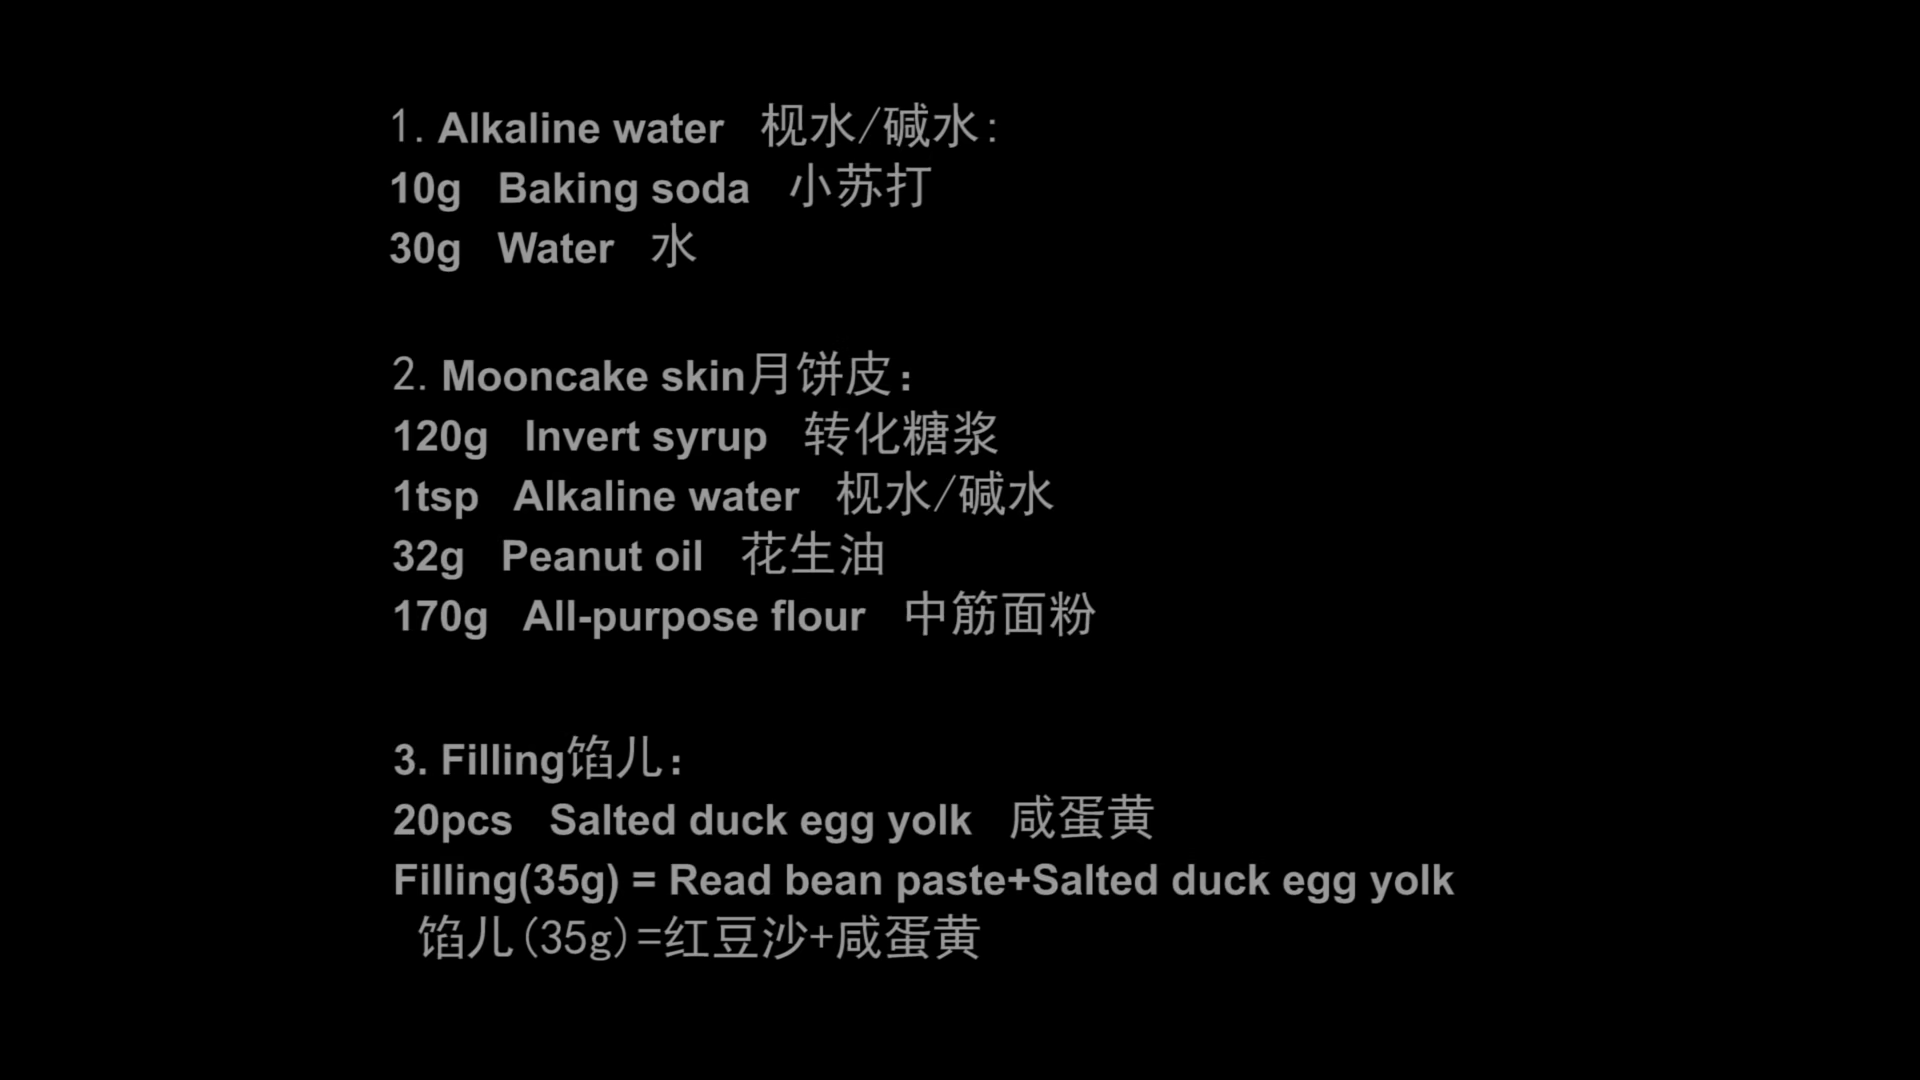 1. Alkaline water 枧水/碱水:
10g Baking soda 小苏打
30g Water 水
2. Mooncake skin月饼皮:
120g Invert syrup 转化糖浆
1tsp Alkaline water 枧水/碱水
32g Peanut oil 花生油
170g All-purpose flour 中筋面粉
3. Filling馅儿:
20pcs Salted duck egg yolk 咸蛋黄
Filling(35g) = Read bean paste+Salted duck egg yolk
馅儿(35g)=红豆沙+咸蛋黄